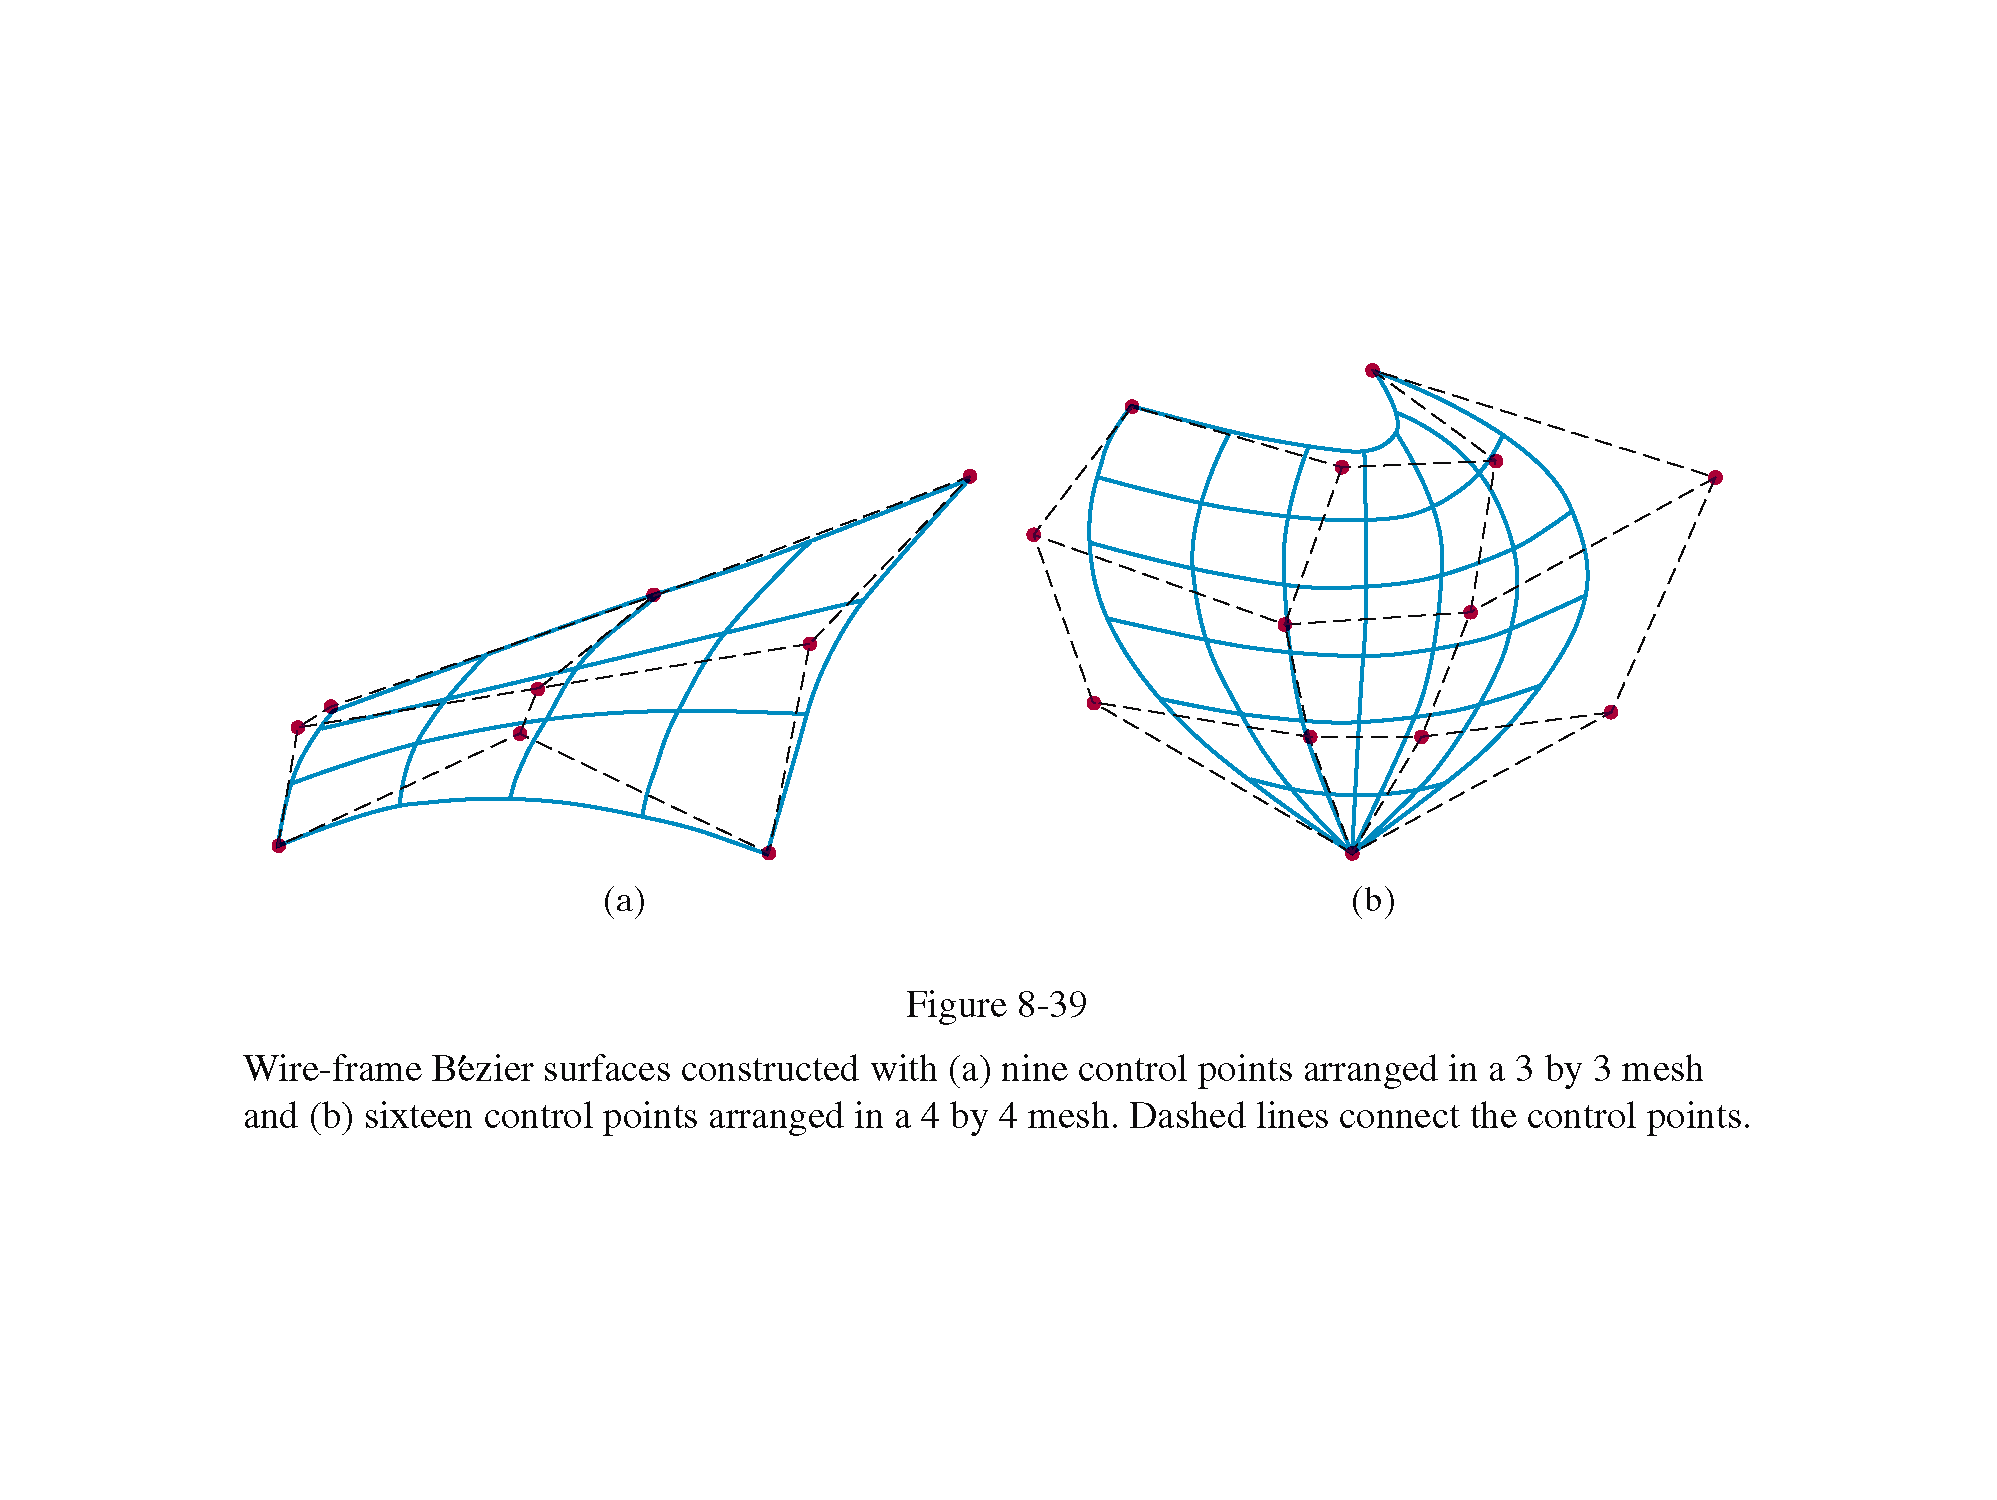 (a)
(b)
Figure 8-39
Wire-frame Bézier surfaces constructed with (a) nine control points arranged in a 3 by 3 mesh
and (b) sixteen control points arranged in a 4 by 4 mesh. Dashed lines connect the control points.